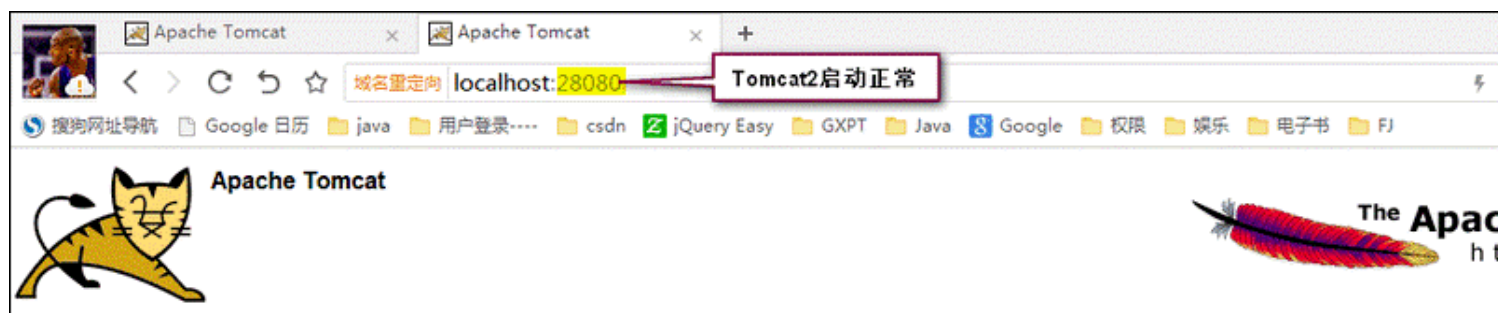 Apache Tomcat
Apache Tomcat
域名重定向 localhost:28080
Tomcat2启动正常
搜狗网址导航 Google 日历 java 用户登录---- csdn jQuery Easy GXPT Java Google 权限 娱乐 电子书 FJ
Apache Tomcat
The Apac
ht